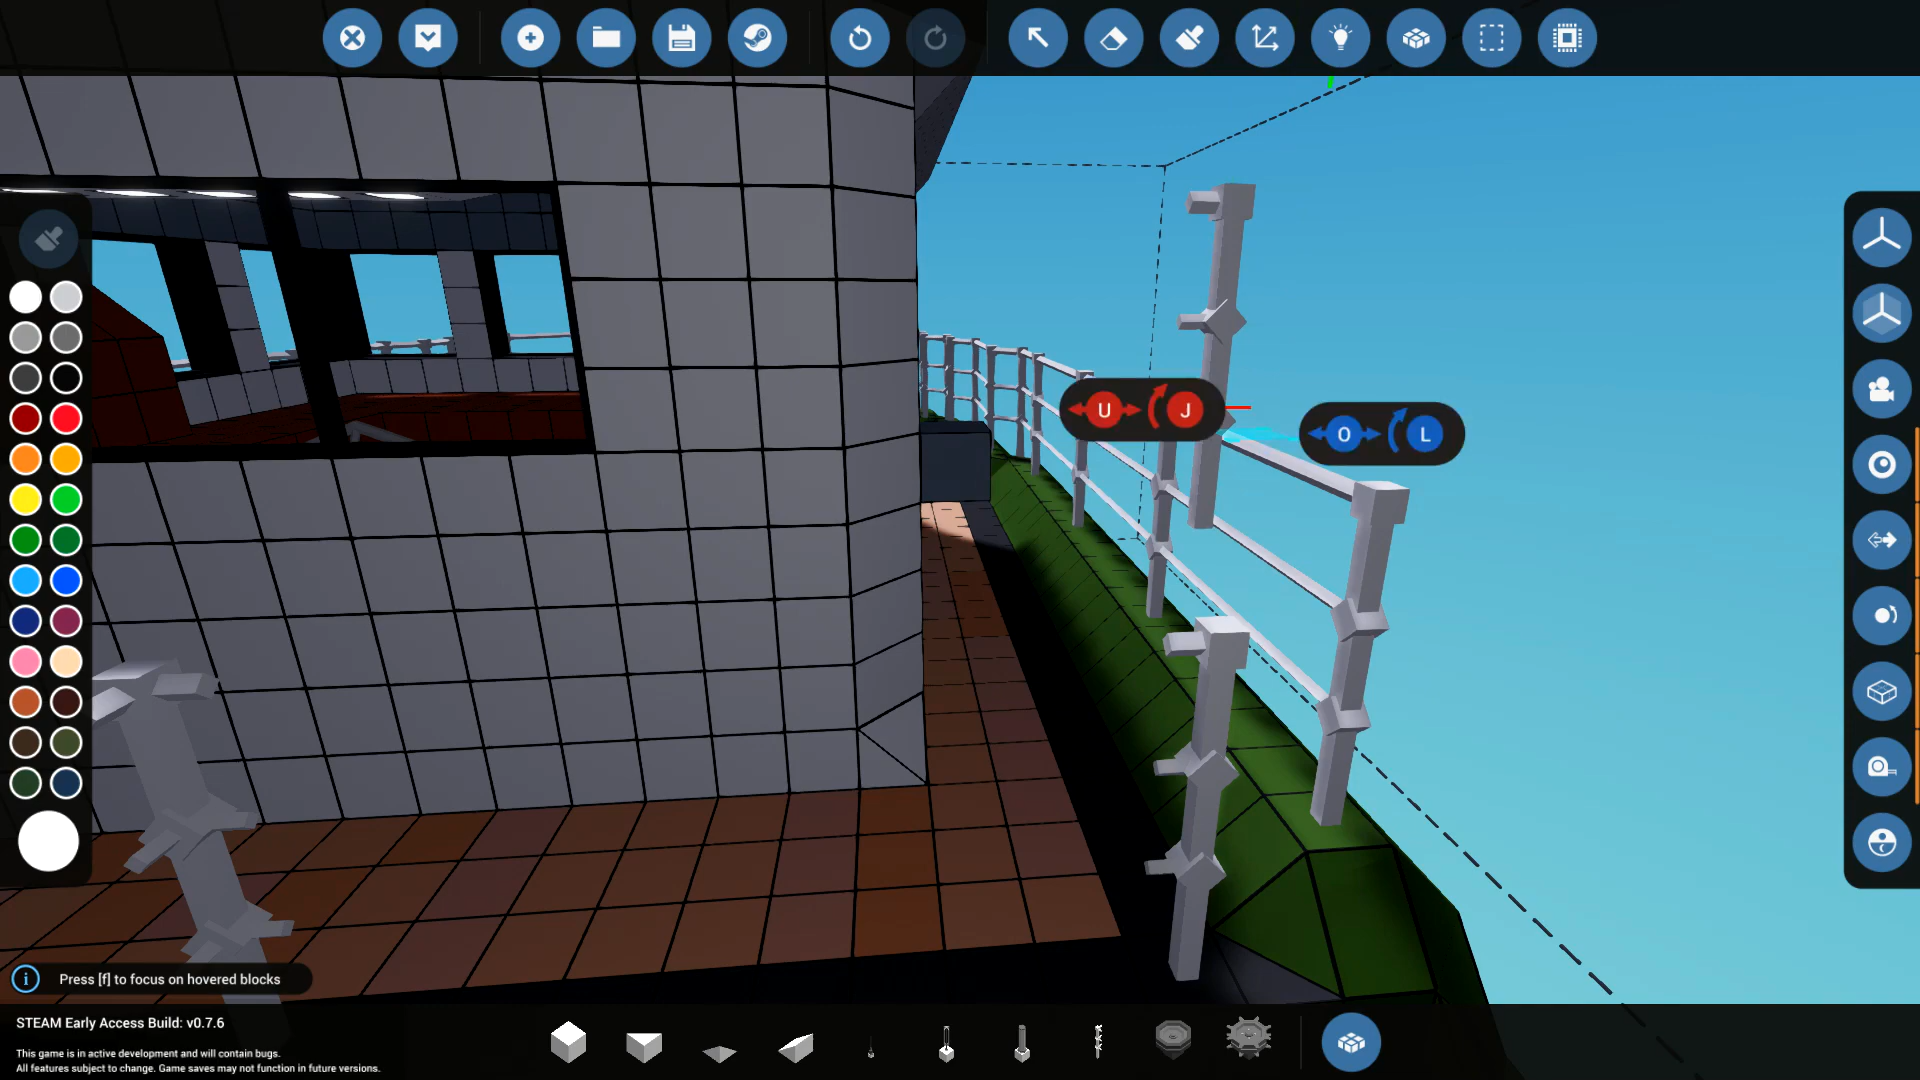 U J
O L
Press [f] to focus on hovered blocks
STEAM Early Access Build: v0.7.6
This game is in active development and will contain bugs.
All features subject to change. Game saves may not function in future versions.